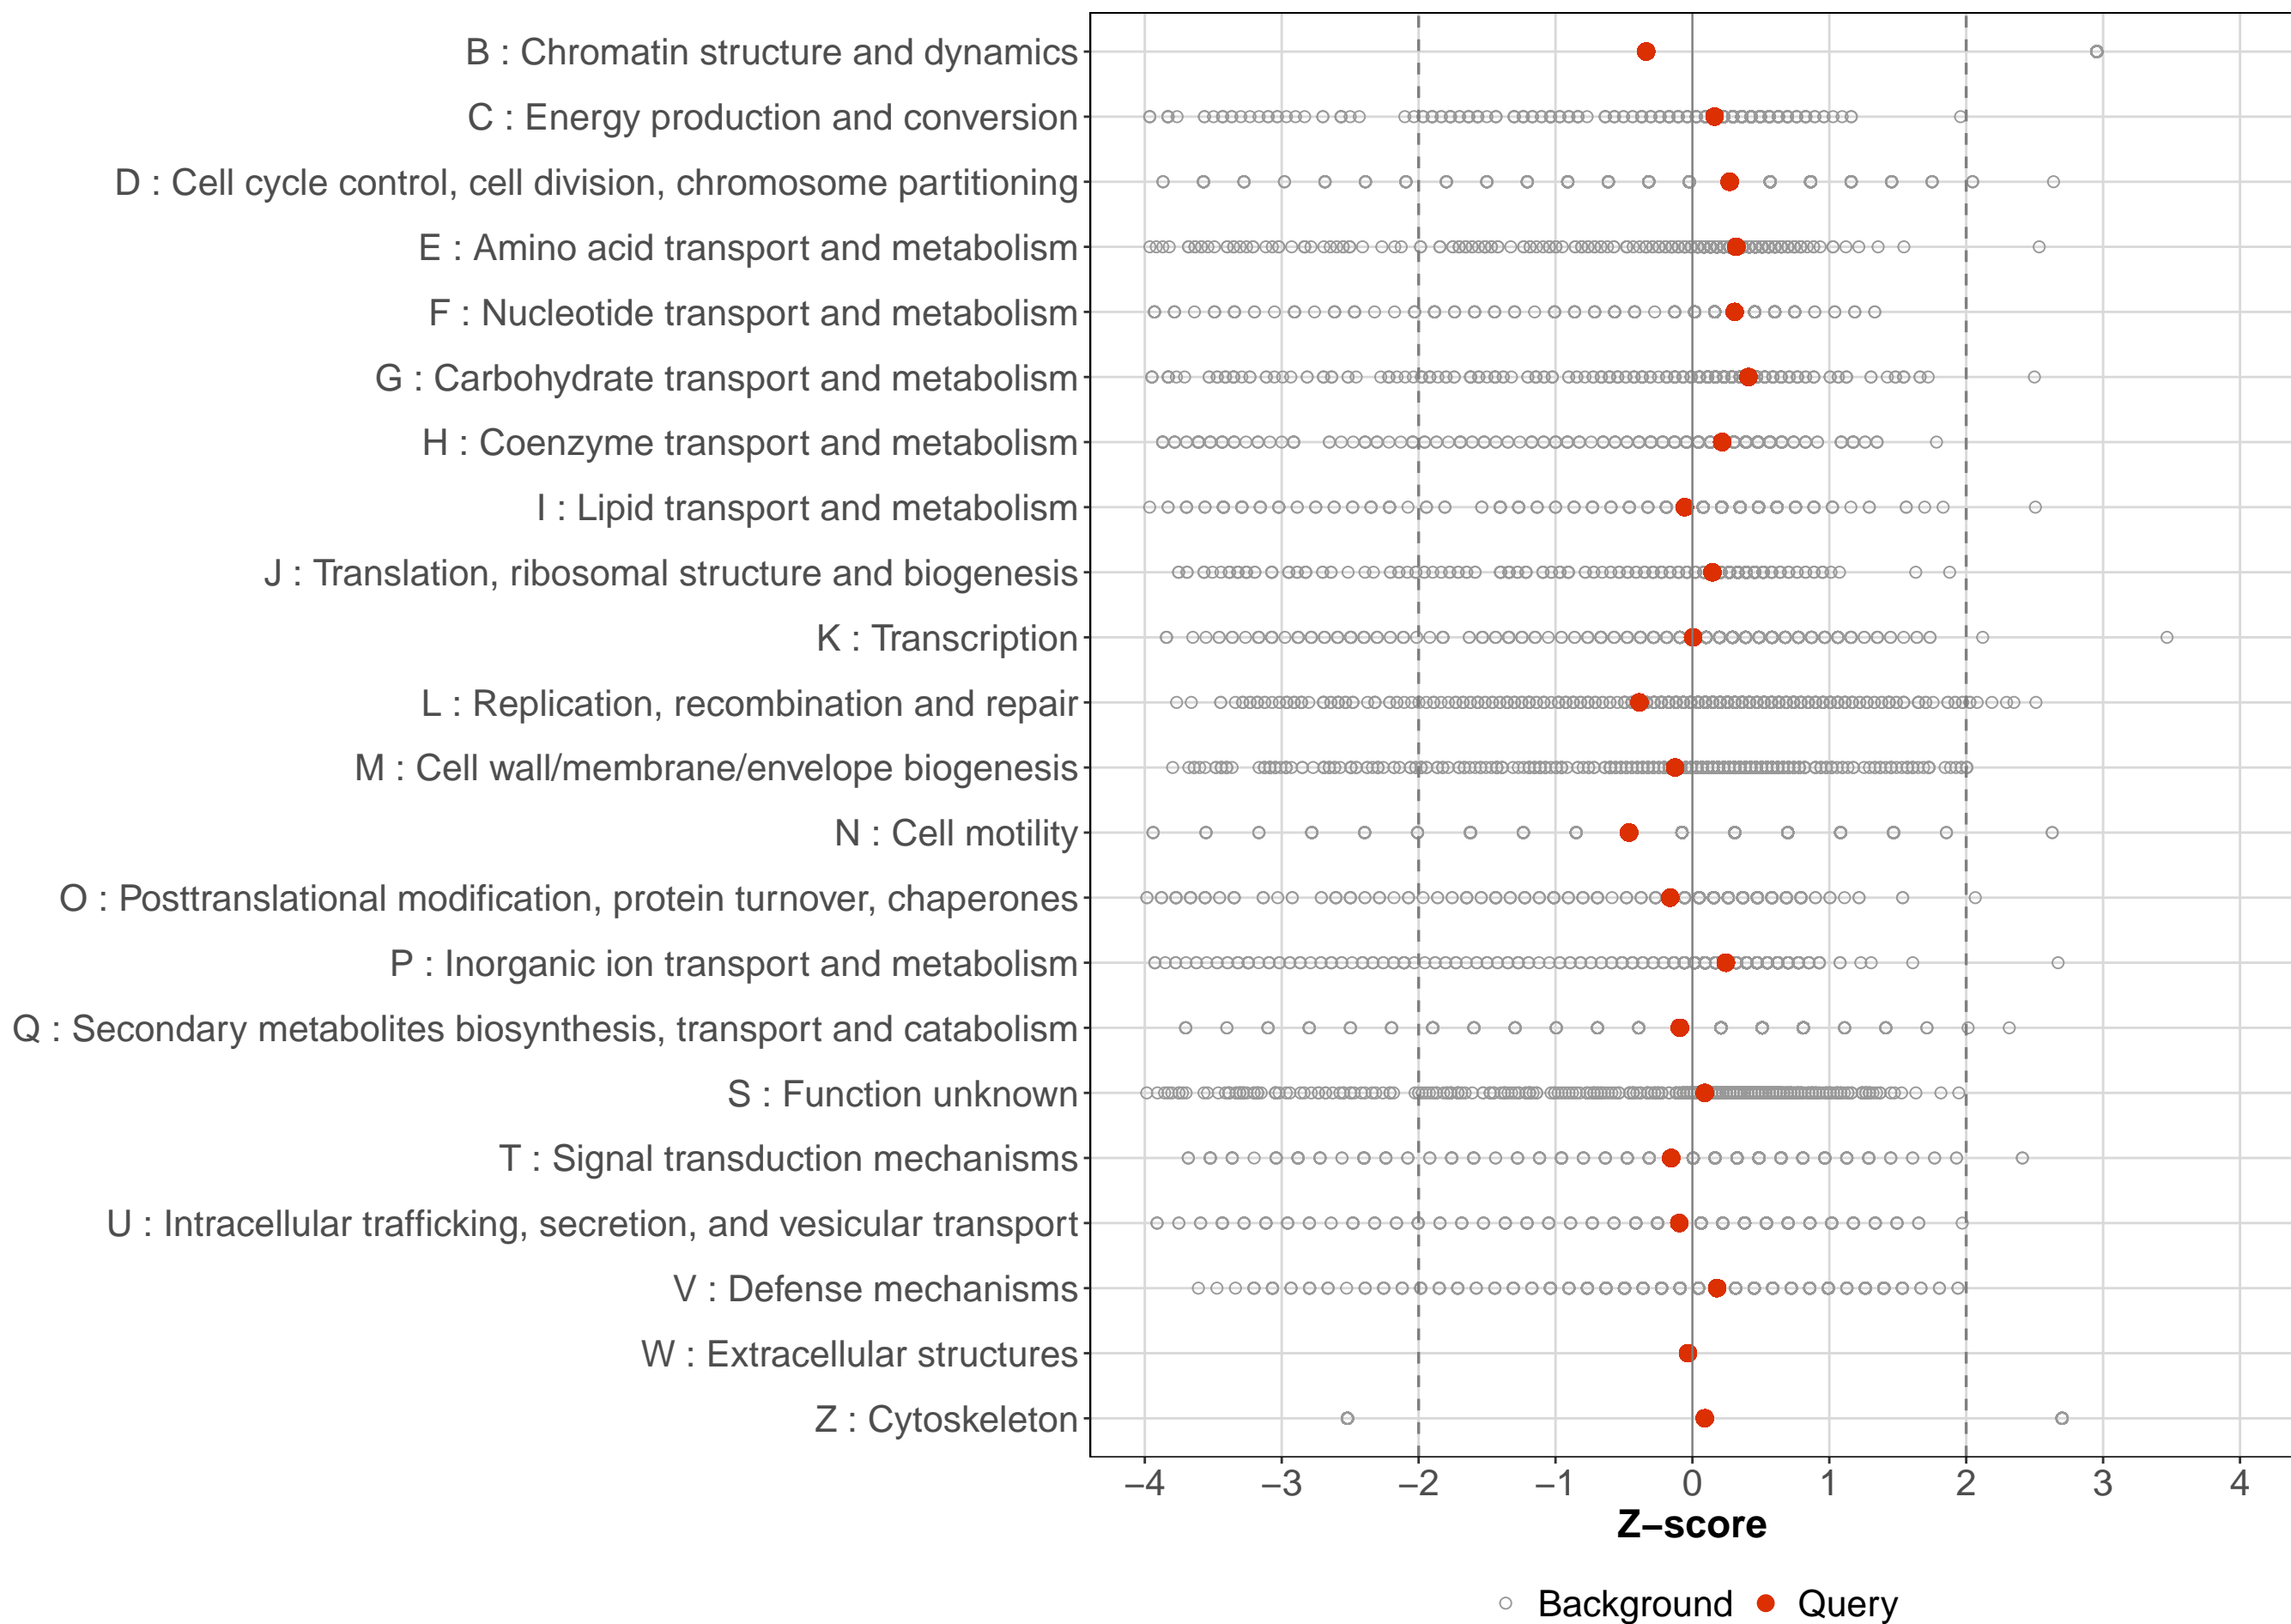 B : Chromatin structure and dynamics
C : Energy production and conversion
D : Cell cycle control, cell division, chromosome partitioning
E : Amino acid transport and metabolism
F : Nucleotide transport and metabolism
G : Carbohydrate transport and metabolism
H : Coenzyme transport and metabolism
I : Lipid transport and metabolism
J : Translation, ribosomal structure and biogenesis
K : Transcription
L : Replication, recombination and repair
M : Cell wall/membrane/envelope biogenesis
N : Cell motility
O : Posttranslational modification, protein turnover, chaperones
P : Inorganic ion transport and metabolism
Q : Secondary metabolites biosynthesis, transport and catabolism
S : Function unknown
T : Signal transduction mechanisms
U : Intracellular trafficking, secretion, and vesicular transport
V : Defense mechanisms
W : Extracellular structures
Z : Cytoskeleton
−4 −3 −2 −1 0 1 2 3 4
Z−score
Background Query